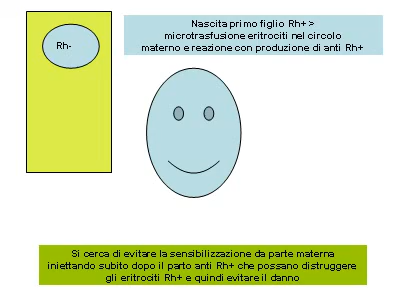 Rh-
Nascita primo figlio Rh+ >
microtrasfusione eritrociti nel circolo
materno e reazione con produzione di anti Rh+
Si cerca di evitare la sensibilizzazione da parte materna
iniettando subito dopo il parto anti Rh+ che possano distruggere
gli eritrociti Rh+ e quindi evitare il danno